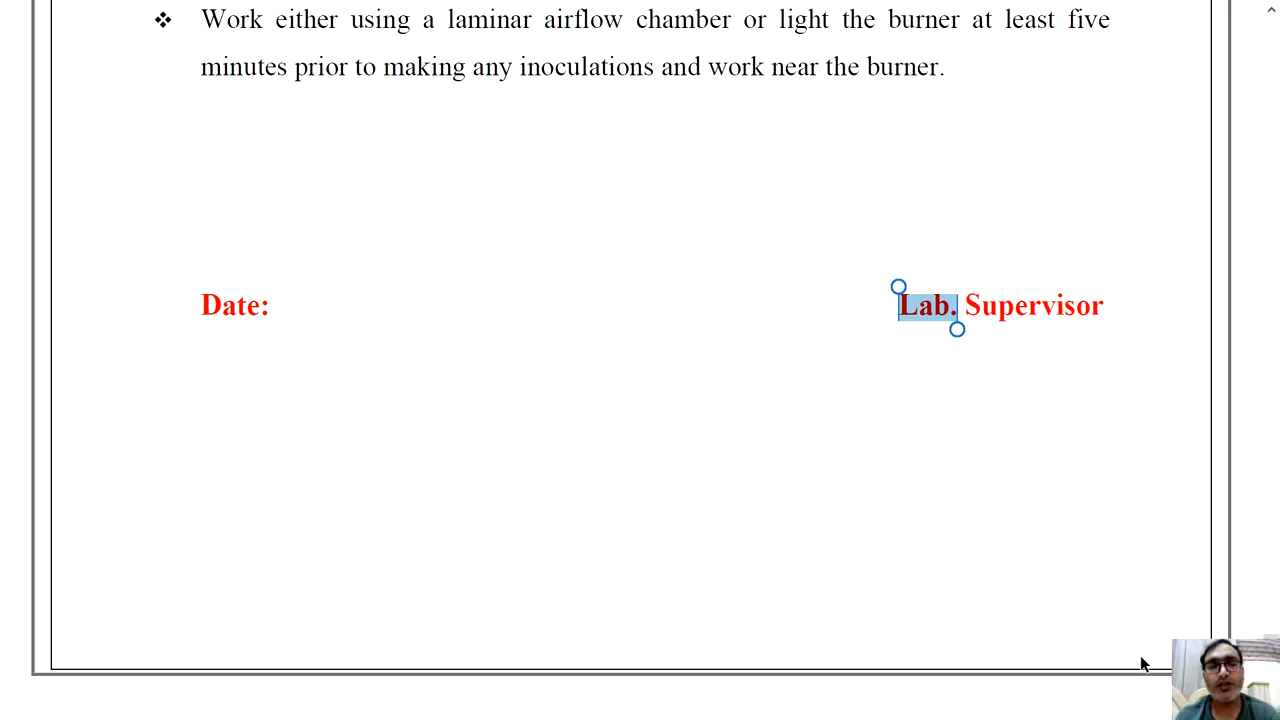 ❖ Work either using a laminar airflow chamber or light the burner at least five
minutes prior to making any inoculations and work near the burner.
Date: Lab. Supervisor